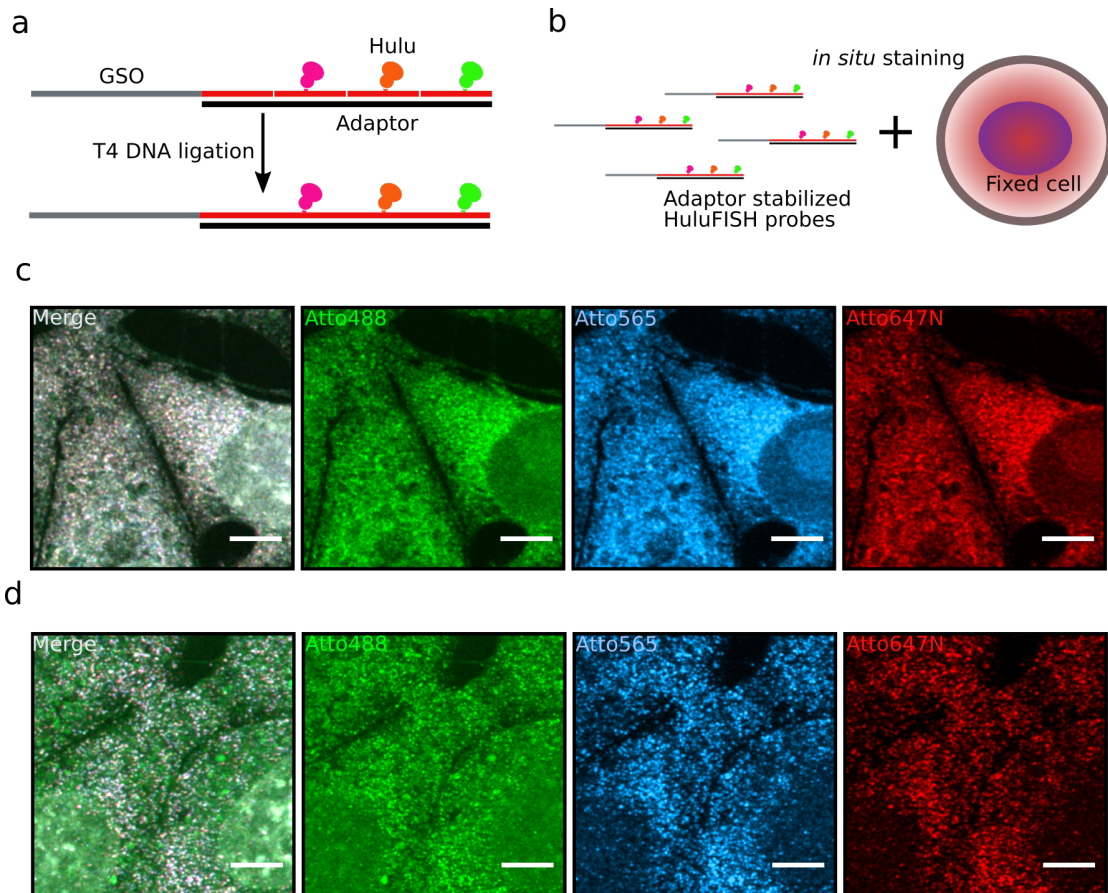 a
GSO
Hulu
Adaptor
T4 DNA ligation
b
in situ staining
Adaptor stabilized
HuluFISH probes
Fixed cell
c
Merge
Atto488
Atto565
Atto647N
d
Merge
Atto488
Atto565
Atto647N